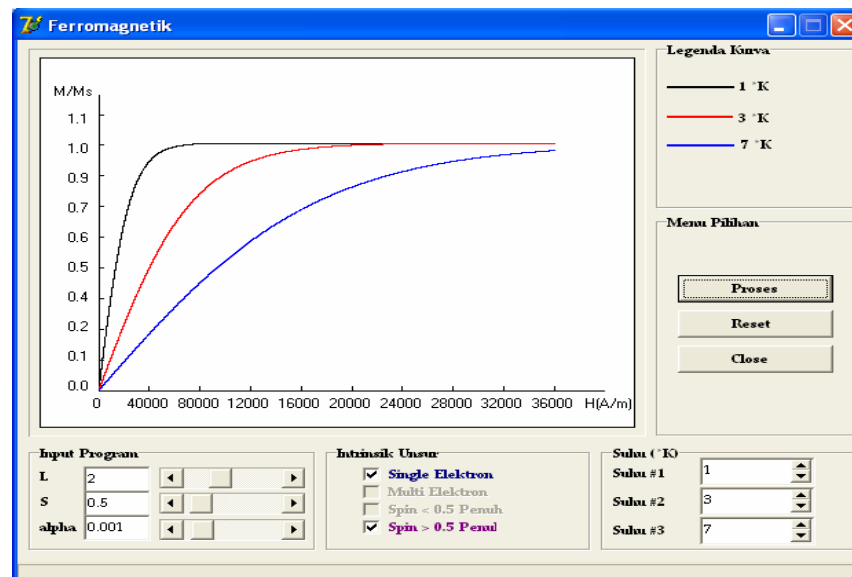 Ferromagnetik
M/Ms
1.1
1.0
0.9
0.8
0.7
0.6
0.5
0.4
0.2
0.1
0.0
0 40000 80000 12000 16000 20000 24000 28000 32000 36000 H(A/m)
Legenda Kurva
1 °K
3 °K
7 °K
Menu Pilihan
Proses
Reset
Close
Input Program
L 2
S 0.5
alpha 0.001
Intrinsik Unsur
Single Elektron
Multi Elektron
Spin < 0.5 Penuh
Spin > 0.5 Penul
Suhu (°K)
Suhu #1 1
Suhu #2 3
Suhu #3 7